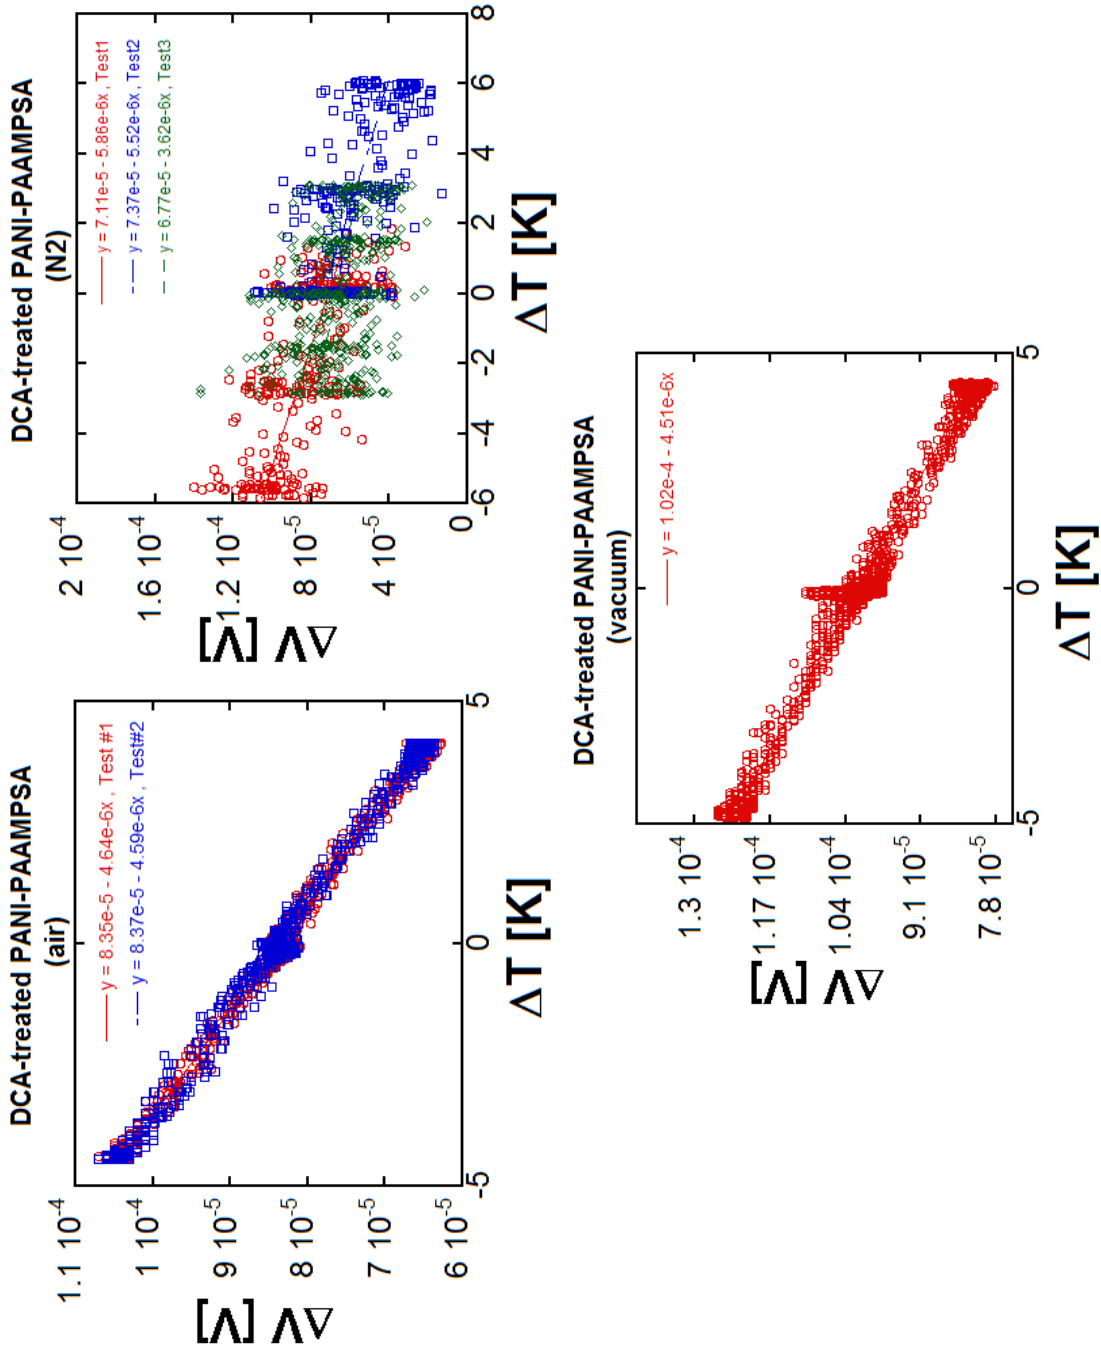 DCA-treated PANI-PAAMPSA
(air)
y = 8.35e-5 - 4.64e-6x , Test #1
y = 8.37e-5 - 4.59e-6x , Test#2
1.1 10-4
1 10-4
9 10-5
8 10-5
7 10-5
6 10-5
ΔV [V]
-5
0
5
ΔT [K]
DCA-treated PANI-PAAMPSA
(N2)
y = 7.11e-5 - 5.86e-6x , Test1
y = 7.37e-5 - 5.52e-6x , Test2
y = 6.77e-5 - 3.62e-6x , Test3
2 10-4
1.6 10-4
1.2 10-4
8 10-5
4 10-5
0
ΔV [V]
-6
-4
-2
0
2
4
6
8
ΔT [K]
DCA-treated PANI-PAAMPSA
(vacuum)
y = 1.02e-4 - 4.51e-6x
1.3 10-4
1.17 10-4
1.04 10-4
9.1 10-5
7.8 10-5
ΔV [V]
-5
0
5
ΔT [K]